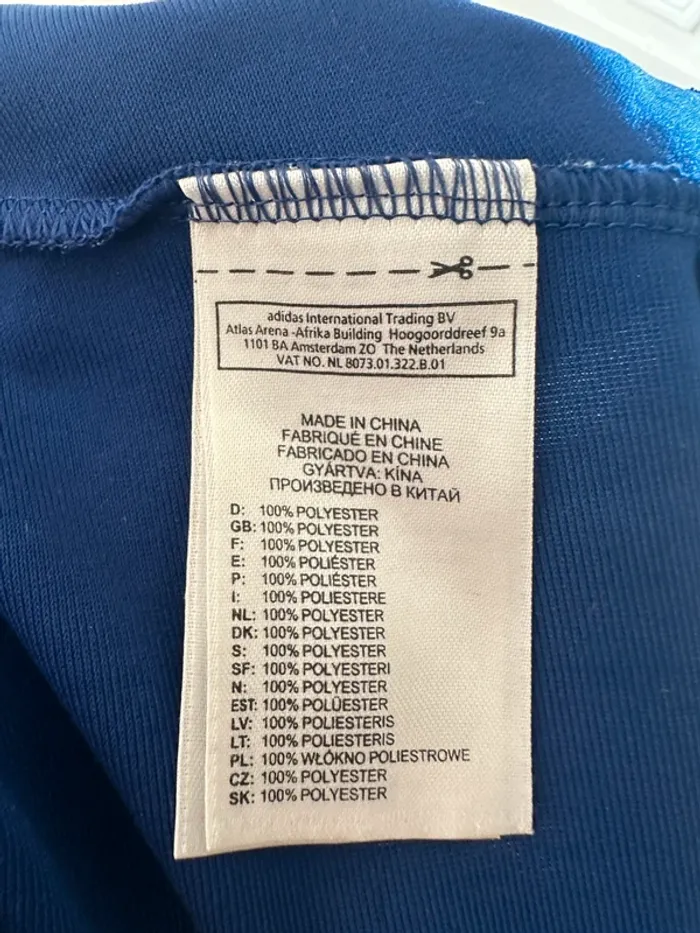 adidas International Trading BV
Atlas Arena -Afrika Building Hoogoorddreef 9a
1101 BA Amsterdam ZO The Netherlands
VAT NO. NL 8073.01.322.B.01
MADE IN CHINA
FABRIQUÉ EN CHINE
FABRICADO EN CHINA
GYÁRTVA: KÍNA
ПРОИЗВЕДЕНО В КИТАЙ
D: 100% POLYESTER
GB: 100% POLYESTER
F: 100% POLYESTER
E: 100% POLIÉSTER
P: 100% POLIÉSTER
I: 100% POLIESTERE
NL: 100% POLYESTER
DK: 100% POLYESTER
S: 100% POLYESTER
SF: 100% POLYESTERI
N: 100% POLYESTER
EST: 100% POLÜESTER
LV: 100% POLIESTERIS
LT: 100% POLIESTERIS
PL: 100% WŁÓKNO POLIESTROWE
CZ: 100% POLYESTER
SK: 100% POLYESTER